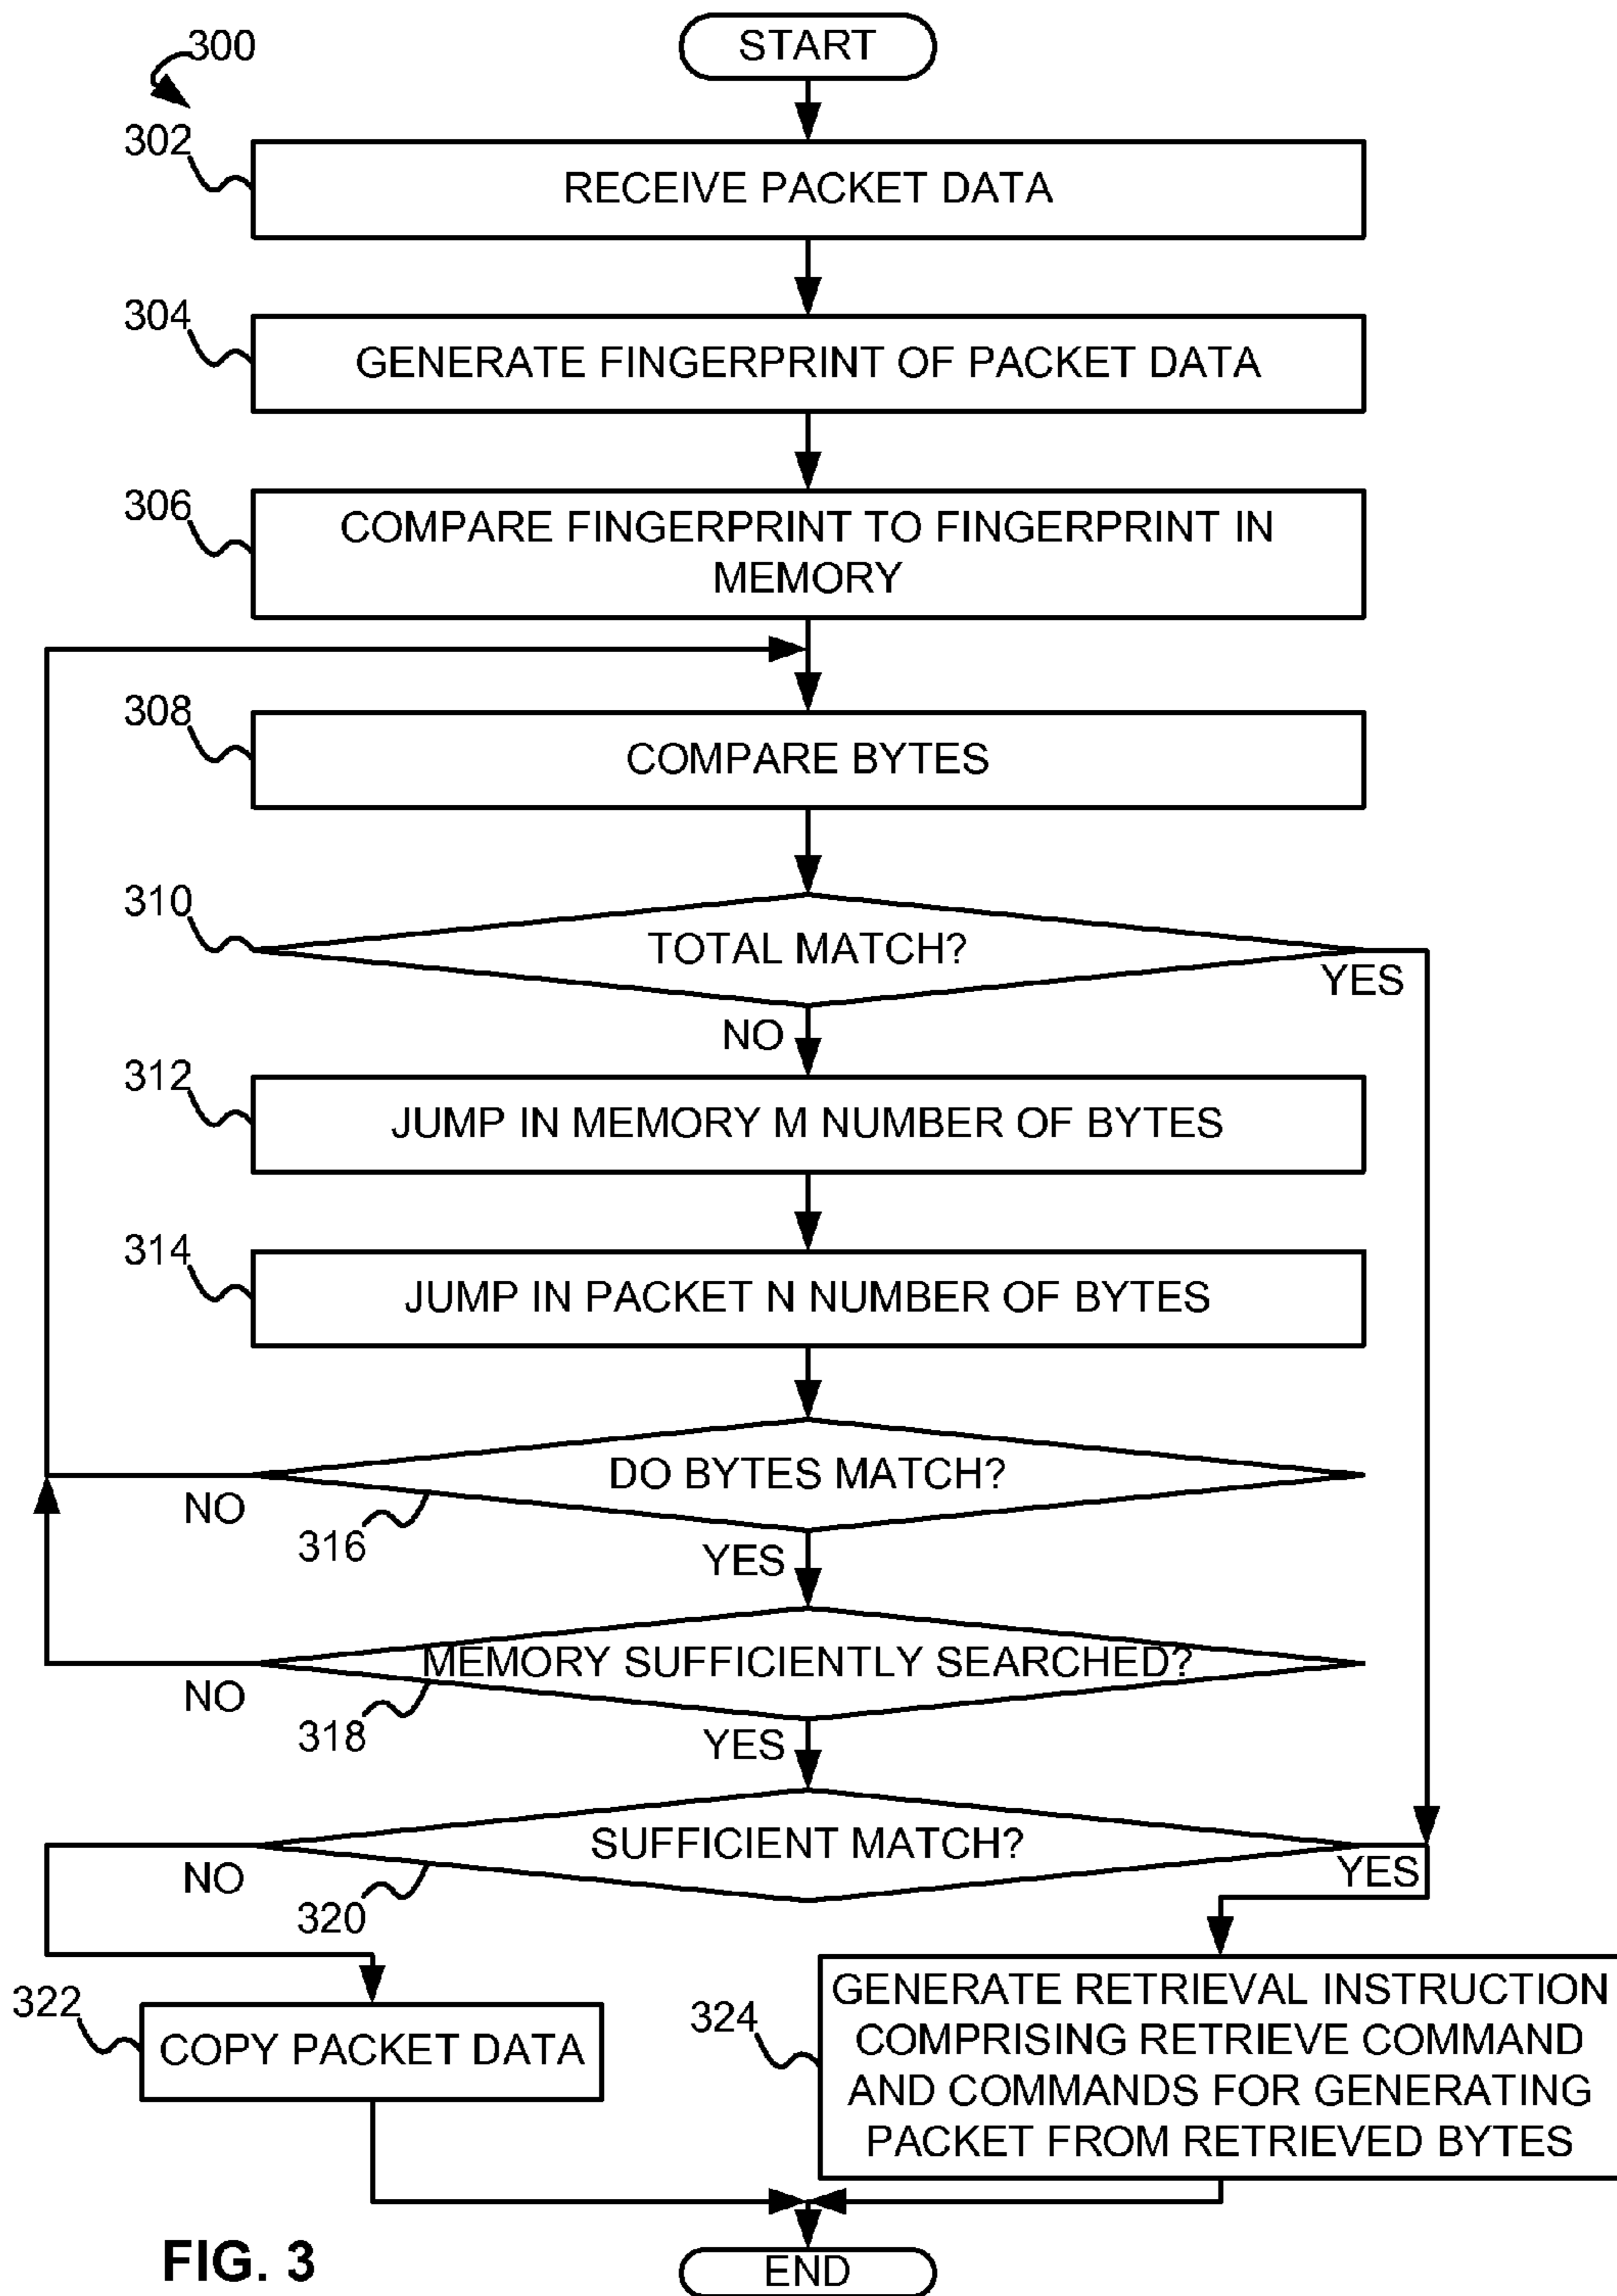 START
300
302
RECEIVE PACKET DATA
304
GENERATE FINGERPRINT OF PACKET DATA
306
COMPARE FINGERPRINT TO FINGERPRINT IN
MEMORY
308
COMPARE BYTES
310
TOTAL MATCH?
YES
NO
312
JUMP IN MEMORY M NUMBER OF BYTES
314
JUMP IN PACKET N NUMBER OF BYTES
DO BYTES MATCH?
NO
316
YES
MEMORY SUFFICIENTLY SEARCHED?
NO
318
YES
SUFFICIENT MATCH?
NO
YES
320
322
COPY PACKET DATA
324
GENERATE RETRIEVAL INSTRUCTION
COMPRISING RETRIEVE COMMAND
AND COMMANDS FOR GENERATING
PACKET FROM RETRIEVED BYTES
FIG. 3
END